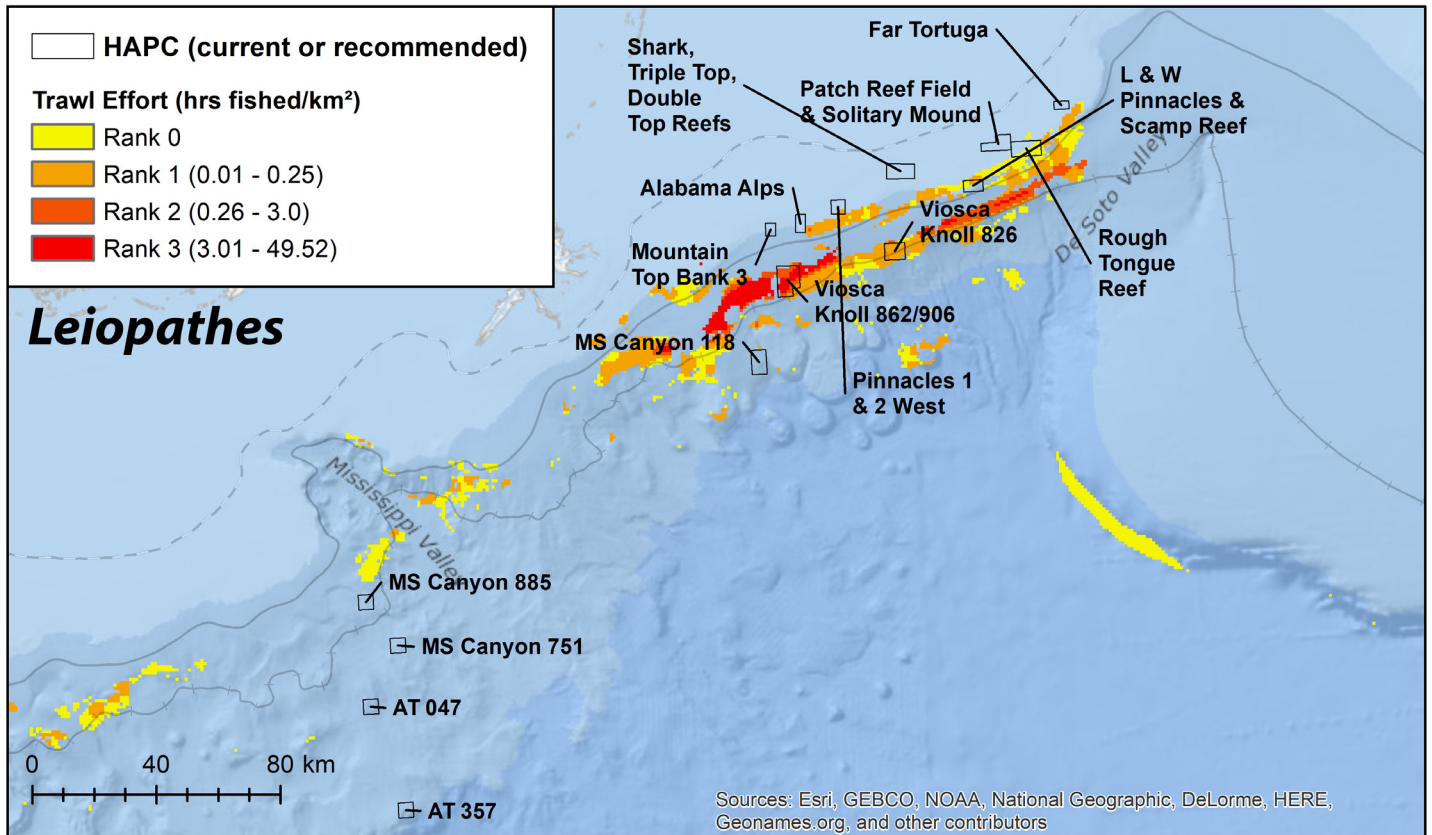 HAPC (current or recommended)
Trawl Effort (hrs fished/km²)
Rank 0
Rank 1 (0.01 - 0.25)
Rank 2 (0.26 - 3.0)
Rank 3 (3.01 - 49.52)
Leiopathes
Far Tortuga
Shark,
Triple Top,
Double
Top Reefs
Patch Reef Field
& Solitary Mound
L & W
Pinnacles &
Scamp Reef
Alabama Alps
De Soto Valley
Viosca
Knoll 826
Mountain
Top Bank 3
Rough
Tongue
Reef
Viosca
Knoll 862/906
MS Canyon 118
Pinnacles 1
& 2 West
Mississippi Valley
MS Canyon 885
MS Canyon 751
AT 047
0 40 80 km
AT 357
Sources: Esri, GEBCO, NOAA, National Geographic, DeLorme, HERE,
Geonames.org, and other contributors